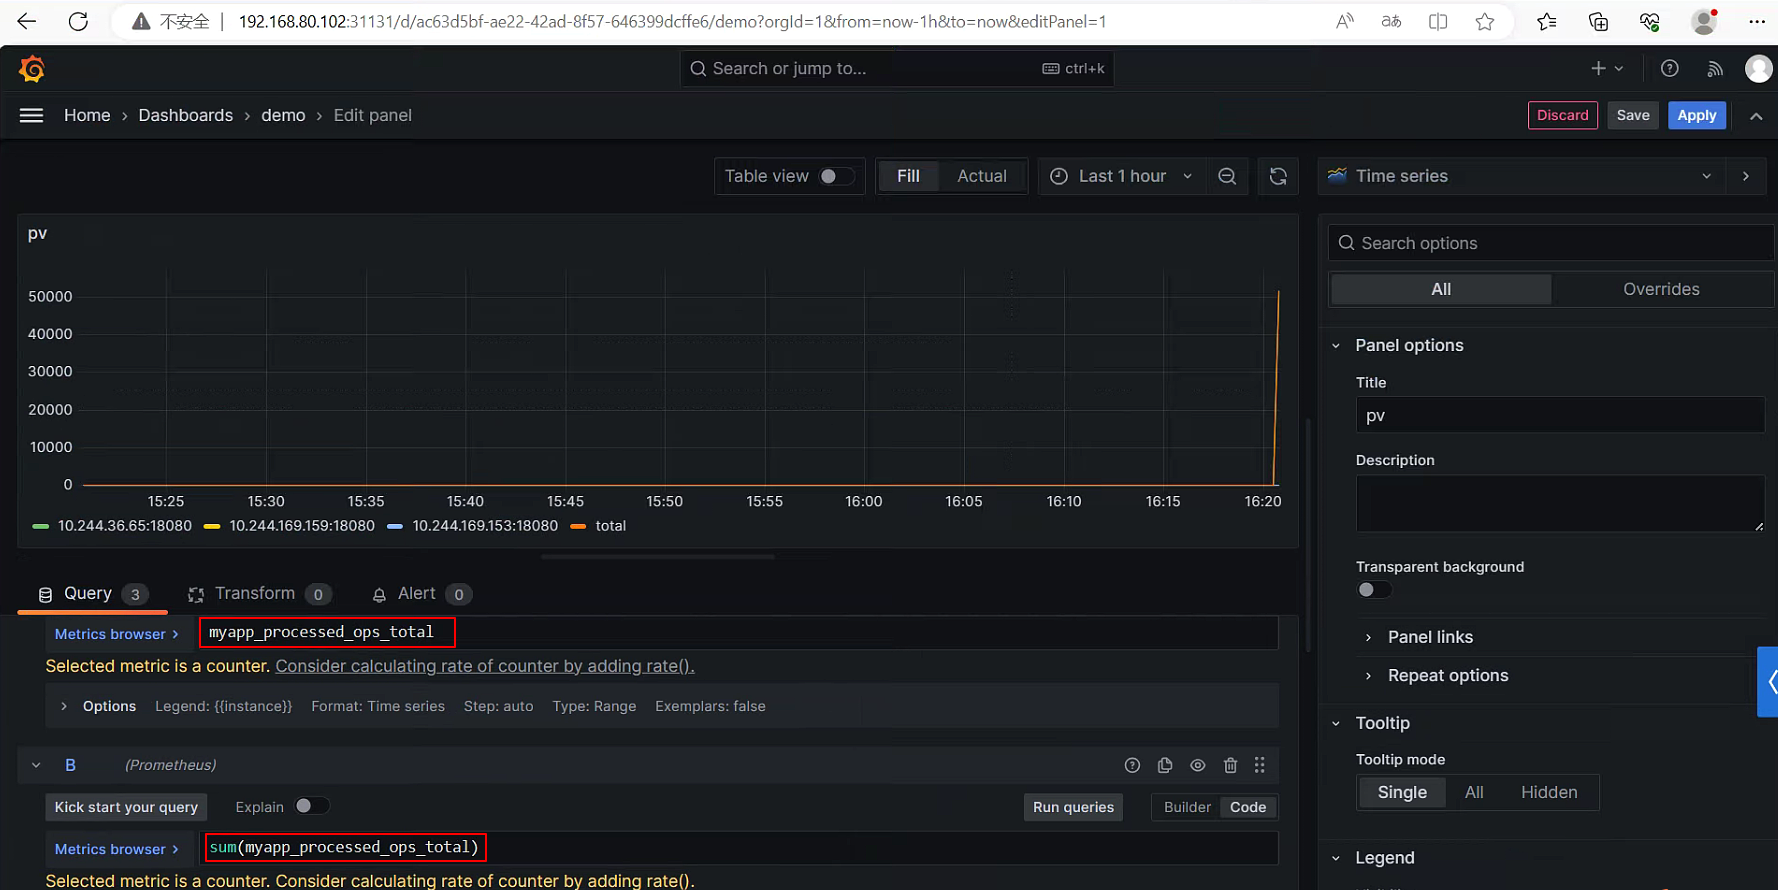 不安全 | 192.168.80.102:31131/d/ac63d5bf-ae22-42ad-8f57-646399dcffe6/demo?orgId=1&from=now-1h&to=now&editPanel=1
Search or jump to... ctrl+k
Home › Dashboards › demo › Edit panel
Discard Save Apply
Table view Fill Actual Last 1 hour
Time series
pv
50000
40000
30000
20000
10000
0
15:25 15:30 15:35 15:40 15:45 15:50 15:55 16:00 16:05 16:10 16:15 16:20
10.244.36.65:18080 10.244.169.159:18080 10.244.169.153:18080 total
Query 3 Transform 0 Alert 0
Metrics browser › myapp_processed_ops_total
Selected metric is a counter. Consider calculating rate of counter by adding rate().
Options Legend: {{instance}} Format: Time series Step: auto Type: Range Exemplars: false
B (Prometheus)
Kick start your query Explain Run queries Builder Code
Metrics browser › sum(myapp_processed_ops_total)
Selected metric is a counter. Consider calculating rate of counter by adding rate().
Search options
All Overrides
Panel options
Title
pv
Description
Transparent background
Panel links
Repeat options
Tooltip
Tooltip mode
Single All Hidden
Legend